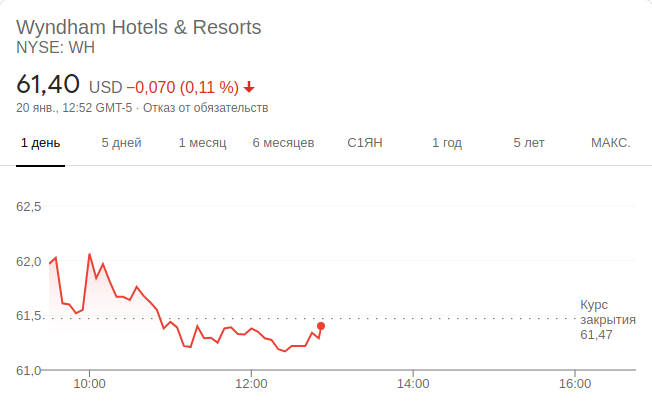 Wyndham Hotels & Resorts
NYSE: WH
61,40 USD −0,070 (0,11 %)
20 янв., 12:52 GMT-5 · Отказ от обязательств
1 день 5 дней 1 месяц 6 месяцев С1ЯН 1 год 5 лет МАКС.
62,5
62,0
61,5
61,0
Курс
закрытия
61,47
10:00 12:00 14:00 16:00